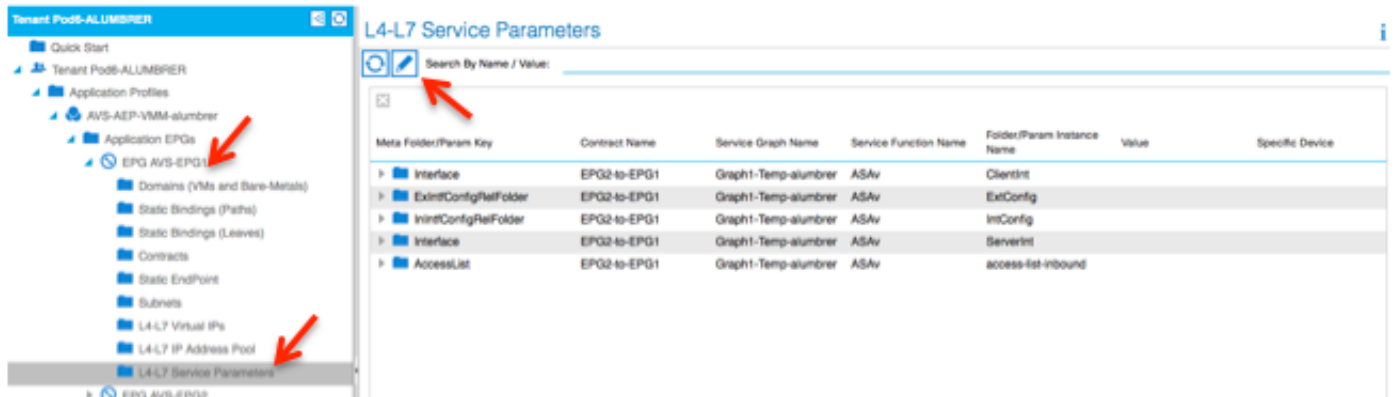 Tenant Pod6-ALUMBRER
Quick Start
Tenant Pod6-ALUMBRER
Application Profiles
AVS-AEP-VMM-alumbrer
Application EPGs
EPG AVS-EPG1
Domains (VMs and Bare-Metals)
Static Bindings (Paths)
Static Bindings (Leaves)
Contracts
Static EndPoint
Subnets
L4-L7 Virtual IPs
L4-L7 IP Address Pool
L4-L7 Service Parameters
EPG AVS-EPG2
L4-L7 Service Parameters
i
Search By Name / Value:
Meta Folder/Param Key Contract Name Service Graph Name Service Function Name Folder/Param Instance Name Value Specific Device
Interface EPG2-to-EPG1 Graph1-Temp-alumbrer ASAv ClientInt
ExIntfConfigRelFolder EPG2-to-EPG1 Graph1-Temp-alumbrer ASAv ExtConfig
InIntfConfigRelFolder EPG2-to-EPG1 Graph1-Temp-alumbrer ASAv IntConfig
Interface EPG2-to-EPG1 Graph1-Temp-alumbrer ASAv ServerInt
AccessList EPG2-to-EPG1 Graph1-Temp-alumbrer ASAv access-list-inbound